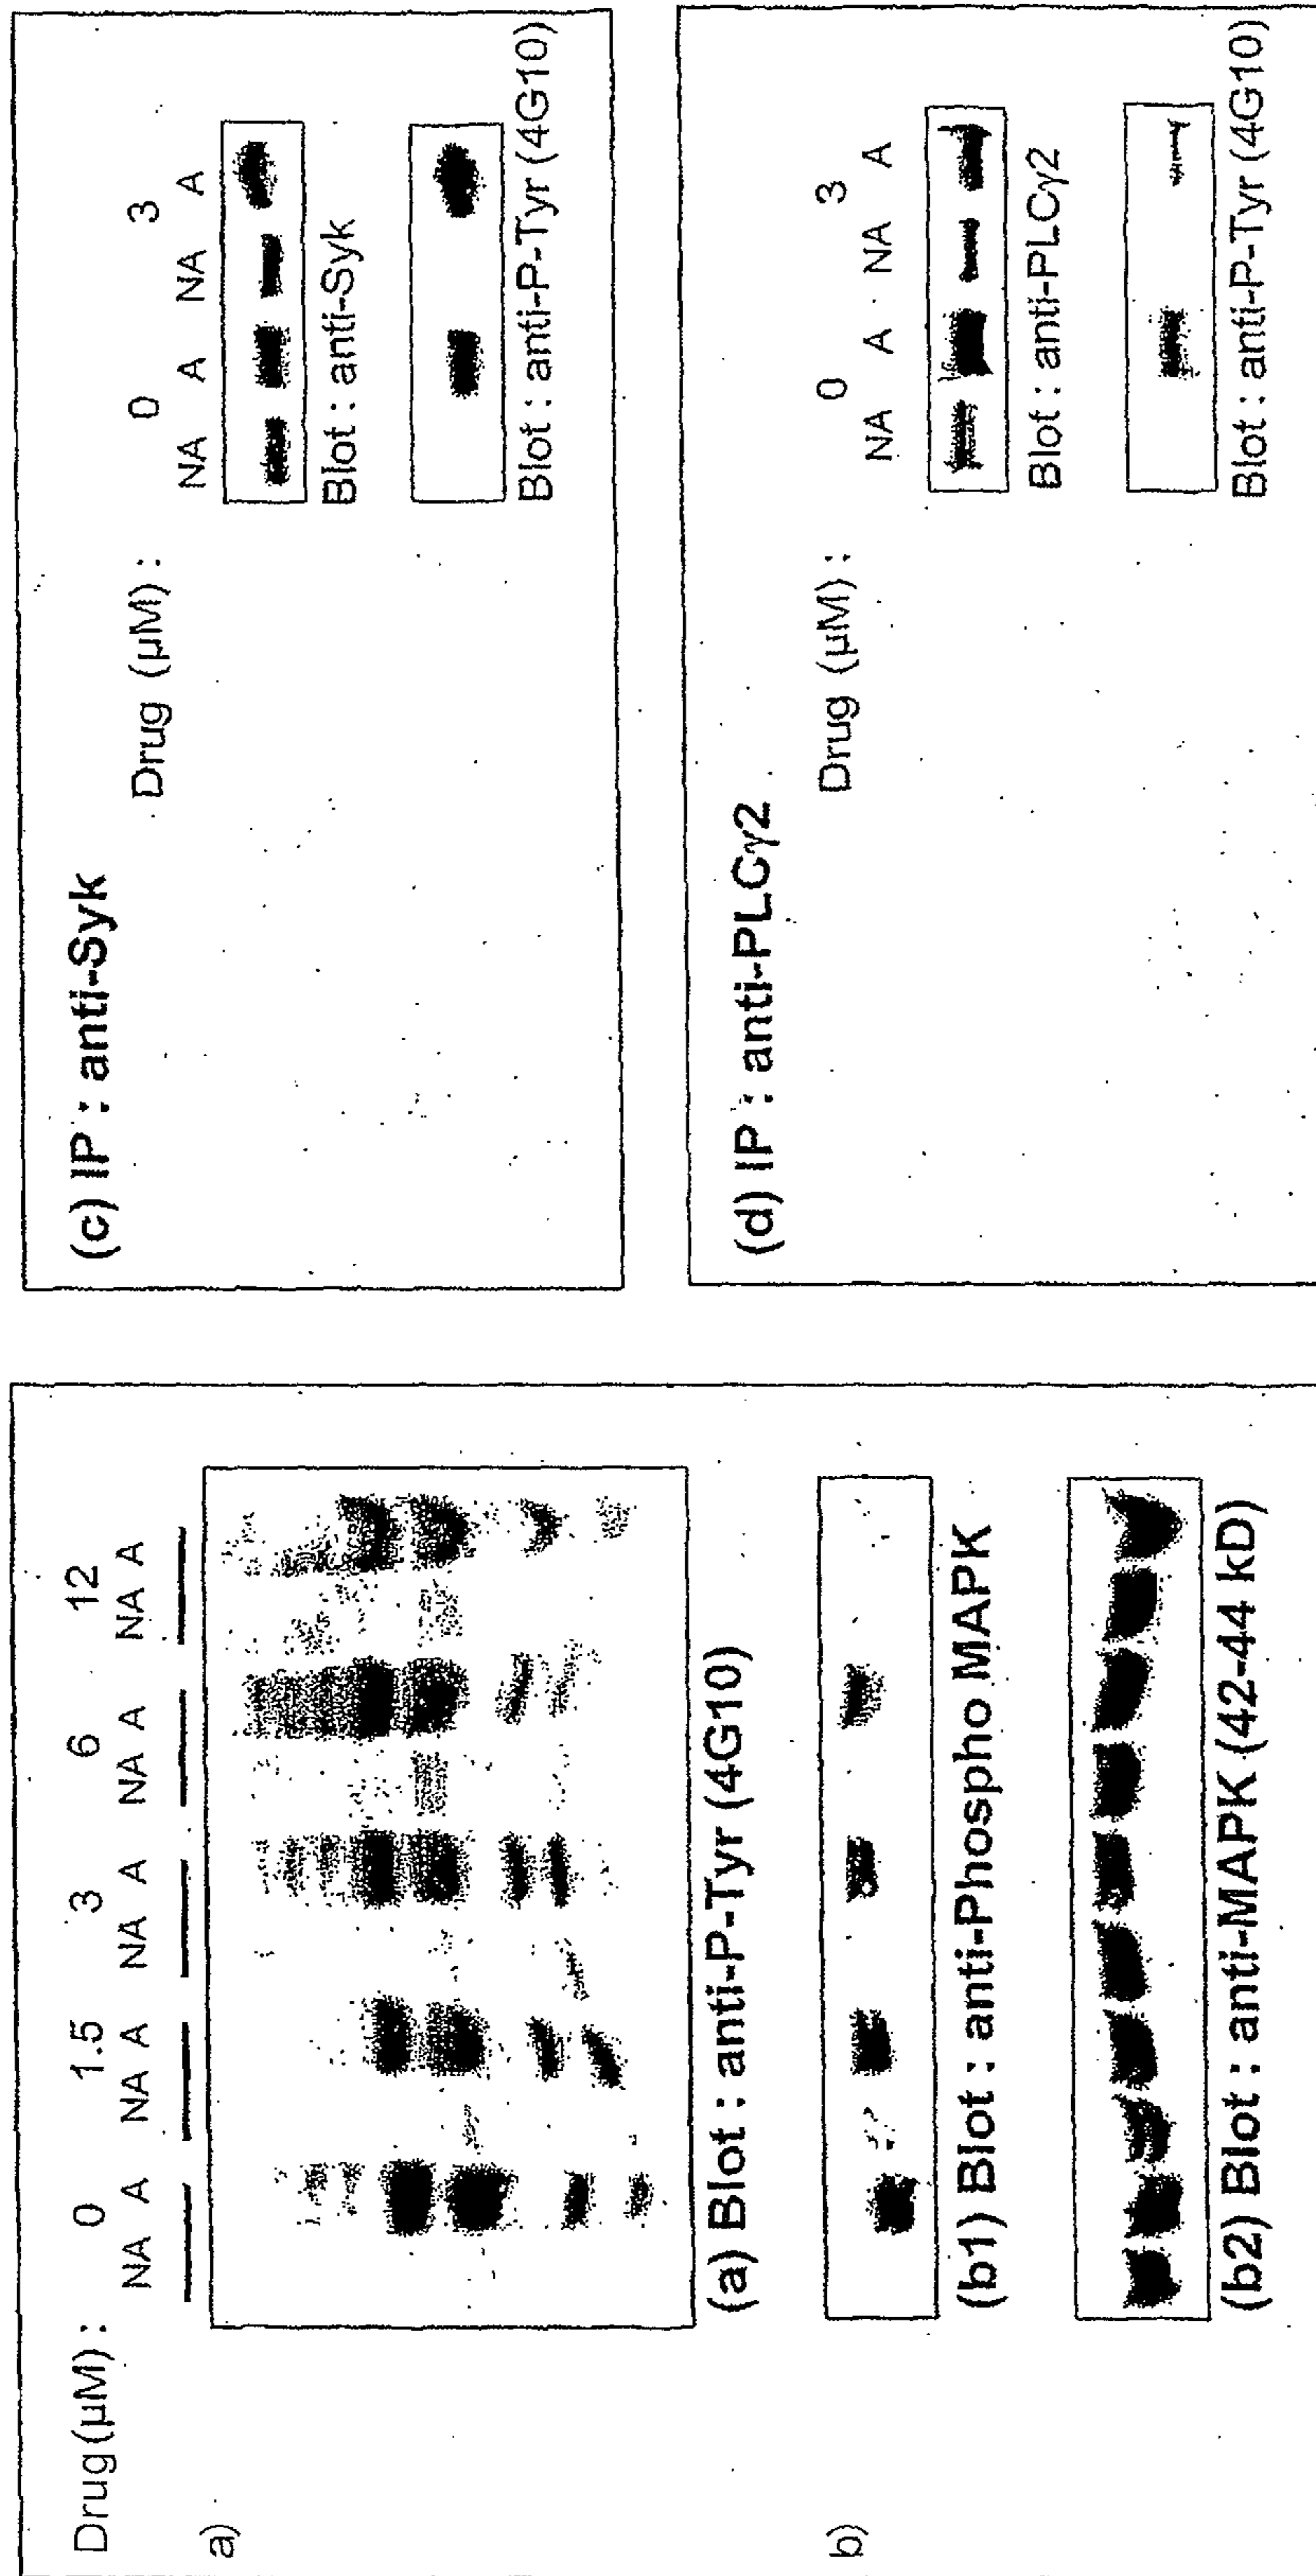 Drug (µM) :
0 1.5 3 6 12
NA A NA A NA A NA A NA A
a)
(a) Blot : anti-P-Tyr (4G10)
b)
(b1) Blot : anti-Phospho MAPK
(b2) Blot : anti-MAPK (42-44 kD)
(c) IP : anti-Syk
Drug (µM) :
0 3
NA A NA A
Blot : anti-Syk
Blot : anti-P-Tyr (4G10)
(d) IP : anti-PLCγ2
Drug (µM) :
0 3
NA A NA A
Blot : anti-PLCγ2
Blot : anti-P-Tyr (4G10)